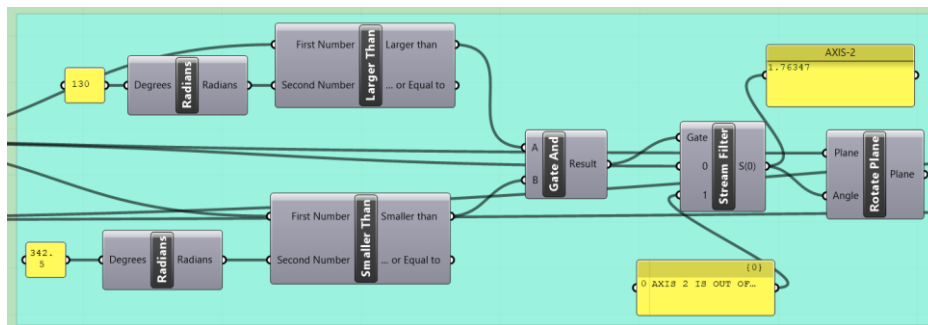 130
Degrees Radians Radians
First Number Larger Than Larger than
Second Number ... or Equal to
AXIS-2
1.76347
A Gate And Result
B
Gate Stream Filter S(0)
0
1
Plane Rotate Plane Plane
Angle
342.
5
Degrees Radians Radians
First Number Smaller Than Smaller than
Second Number ... or Equal to
{0}
0 AXIS 2 IS OUT OF…